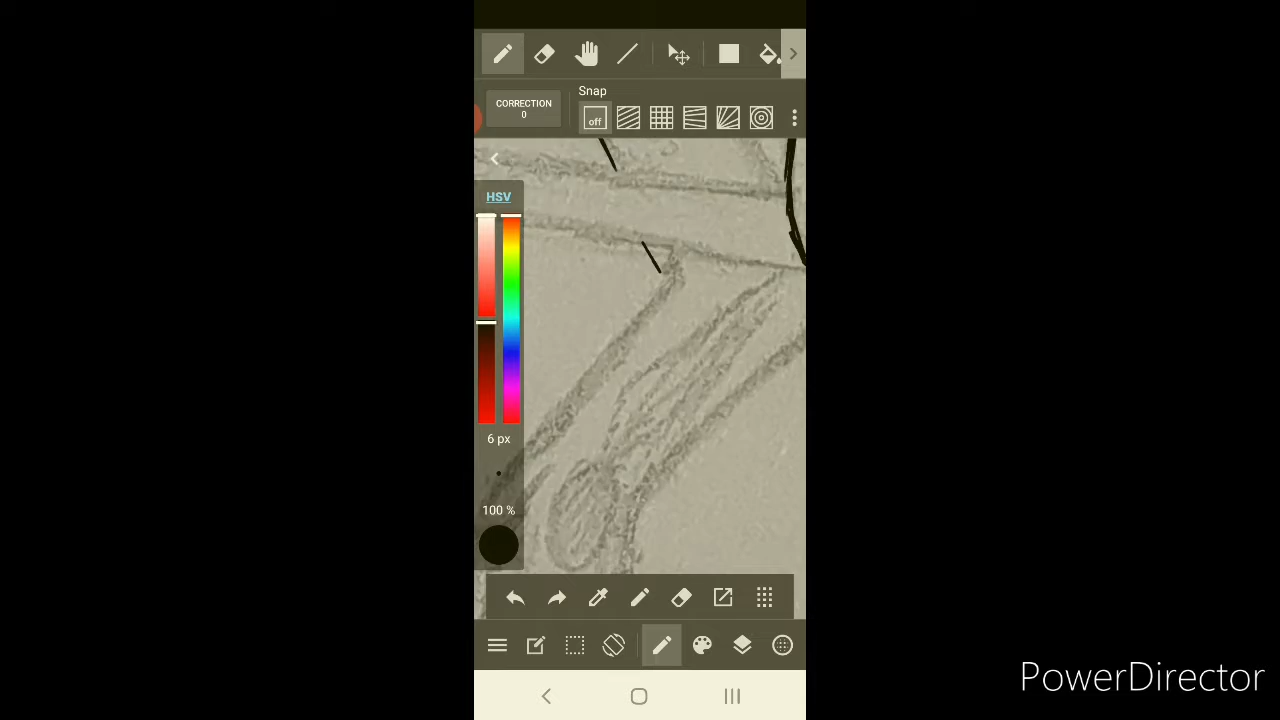 CORRECTION
0
Snap
off
HSV
6 px
100 %
PowerDirector